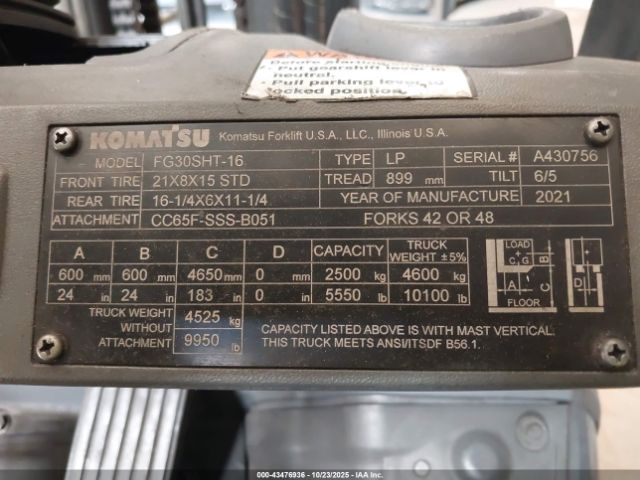 Before starting
• Put gearshift lever in
neutral.
• Pull parking lever
locked position.
KOMATSU Komatsu Forklift U.S.A., LLC., Illinois U.S.A.
MODEL FG30SHT-16 TYPE LP SERIAL # A430756
FRONT TIRE 21X8X15 STD TREAD 899 mm TILT 6/5
REAR TIRE 16-1/4X6X11-1/4 YEAR OF MANUFACTURE 2021
ATTACHMENT CC65F-SSS-B051 FORKS 42 OR 48
A B C D CAPACITY TRUCK WEIGHT ±5%
600 mm 600 mm 4650 mm 0 mm 2500 kg 4600 kg
24 in 24 in 183 in 0 in 5550 lb 10100 lb
LOAD
C.G
A B C D
FLOOR
TRUCK WEIGHT 4525 kg
WITHOUT
ATTACHMENT 9950 lb
CAPACITY LISTED ABOVE IS WITH MAST VERTICAL.
THIS TRUCK MEETS ANSI/ITSDF B56.1.
000-43476936 - 10/23/2025 - IAA Inc.